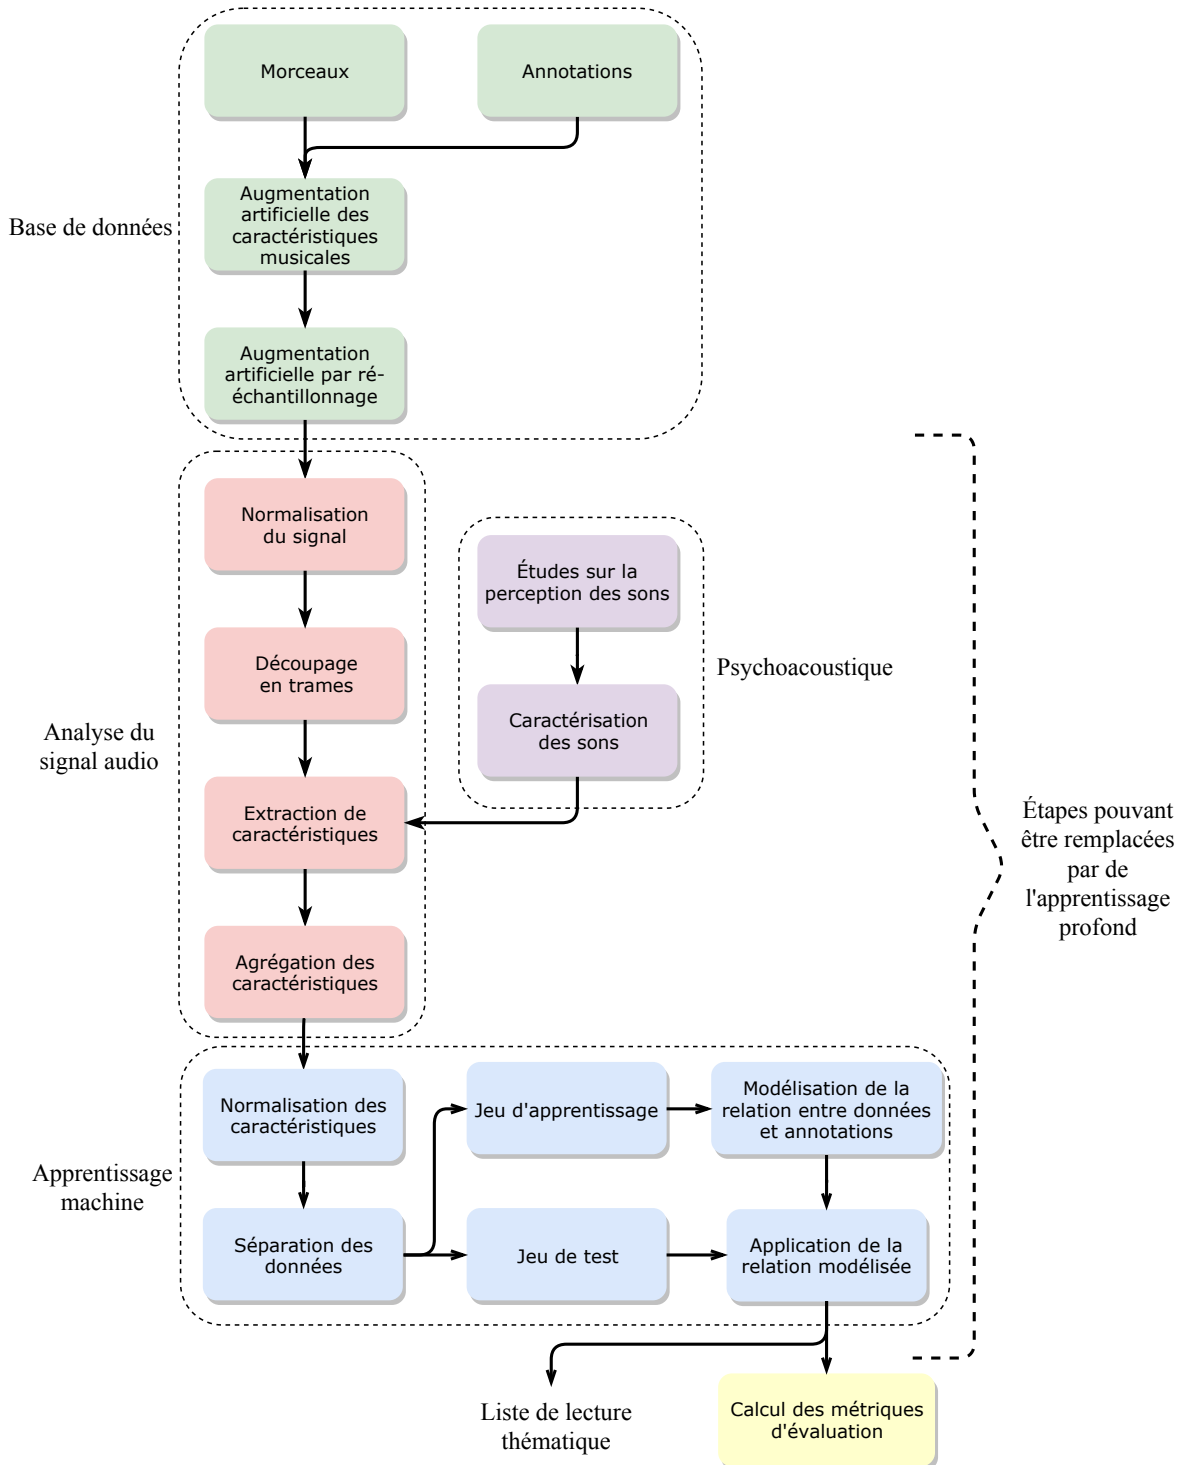 Morceaux
Annotations
Augmentation
artificielle des
caractéristiques
musicales
Base de données
Augmentation
artificielle par ré-
échantillonnage
Normalisation
du signal
Études sur la
perception des sons
Découpage
en trames
Psychoacoustique
Caractérisation
des sons
Analyse du
signal audio
Extraction de
caractéristiques
Étapes pouvant
être remplacées
par de
l'apprentissage
profond
Agrégation des
caractéristiques
Normalisation des
caractéristiques
Jeu d'apprentissage
Modélisation de la
relation entre données
et annotations
Apprentissage
machine
Séparation des
données
Jeu de test
Application de la
relation modélisée
Liste de lecture
thématique
Calcul des métriques
d'évaluation